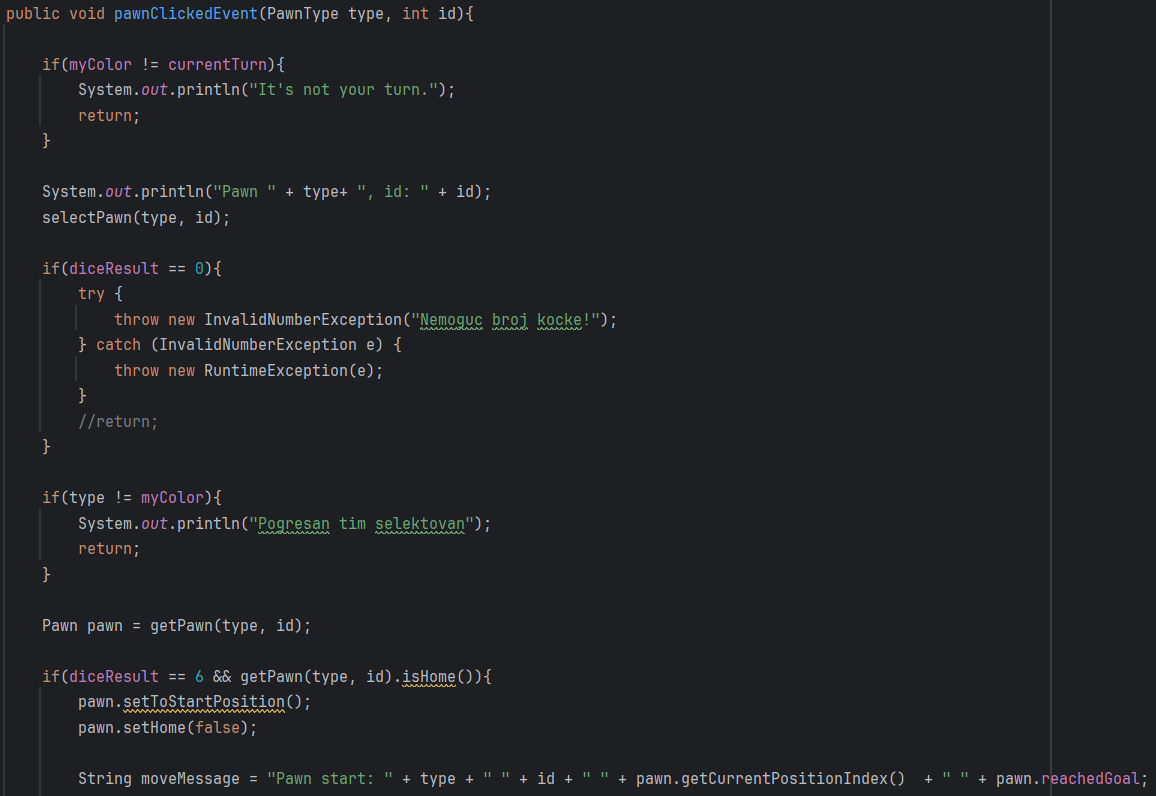 public void pawnClickedEvent(PawnType type, int id){
if(myColor != currentTurn){
System.out.println("It's not your turn.");
return;
}
System.out.println("Pawn " + type+ ", id: " + id);
selectPawn(type, id);
if(diceResult == 0){
try {
throw new InvalidNumberException("Nemoguc broj kocke!");
} catch (InvalidNumberException e) {
throw new RuntimeException(e);
}
//return;
}
if(type != myColor){
System.out.println("Pogresan tim selektovan");
return;
}
Pawn pawn = getPawn(type, id);
if(diceResult == 6 && getPawn(type, id).isHome()){
pawn.setToStartPosition();
pawn.setHome(false);
String moveMessage = "Pawn start: " + type + " " + id + " " + pawn.getCurrentPositionIndex()  + " " + pawn.reachedGoal;